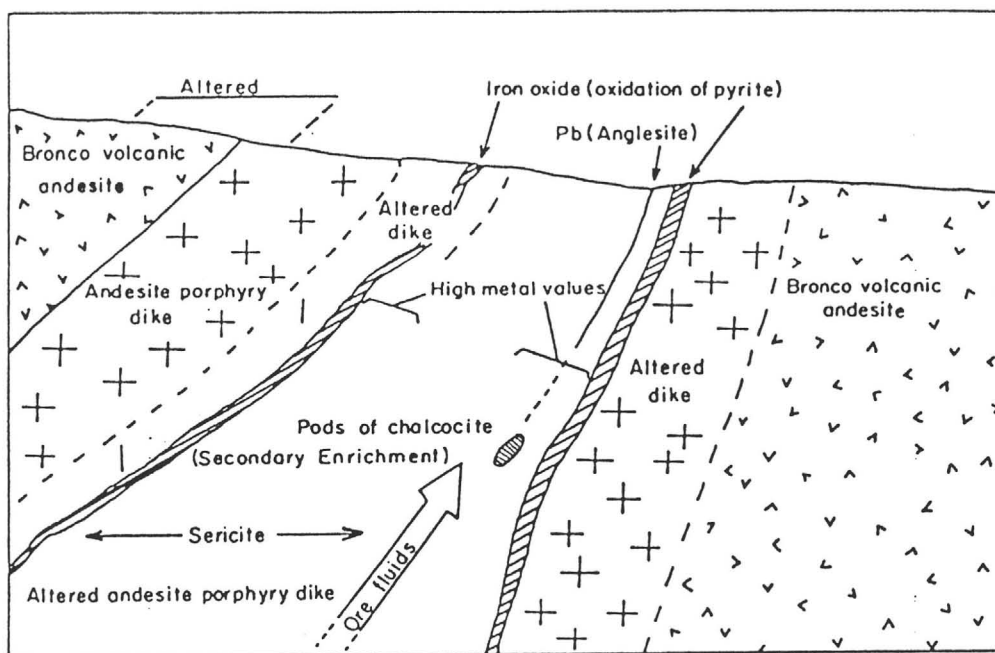 Altered
Iron oxide (oxidation of pyrite)
Pb (Anglesite)
Bronco volcanic
andesite
Altered
dike
Andesite porphyry
dike
High metal values
Bronco volcanic
andesite
Altered
dike
Pods of chalcocite
(Secondary Enrichment)
Sericite
Ore fluids
Altered andesite porphyry dike